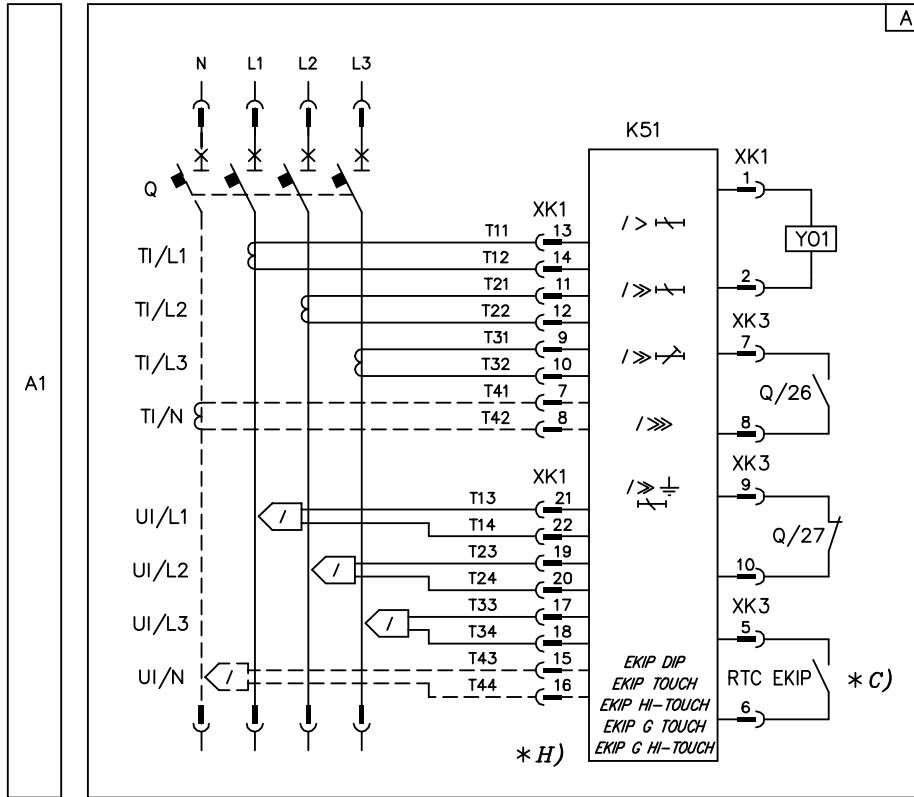 A
N L1 L2 L3
K51
XK1
1
Q
XK1
T11 13
Y01
TI/L1
T12 14
T21 11
2
TI/L2
T22 12
XK3
T31 9
7
TI/L3
T32 10
A1
T41 7
Q/26
TI/N
T42 8
8
XK3
XK1
9
T13 21
UI/L1
T14 22
Q/27
T23 19
UI/L2
T24 20
10
T33 17
XK3
UI/L3
T34 18
5
T43 15
EKIP DIP
UI/N
RTC EKIP *C)
EKIP TOUCH
T44 16
EKIP HI-TOUCH
6
EKIP G TOUCH
*H)
EKIP G HI-TOUCH